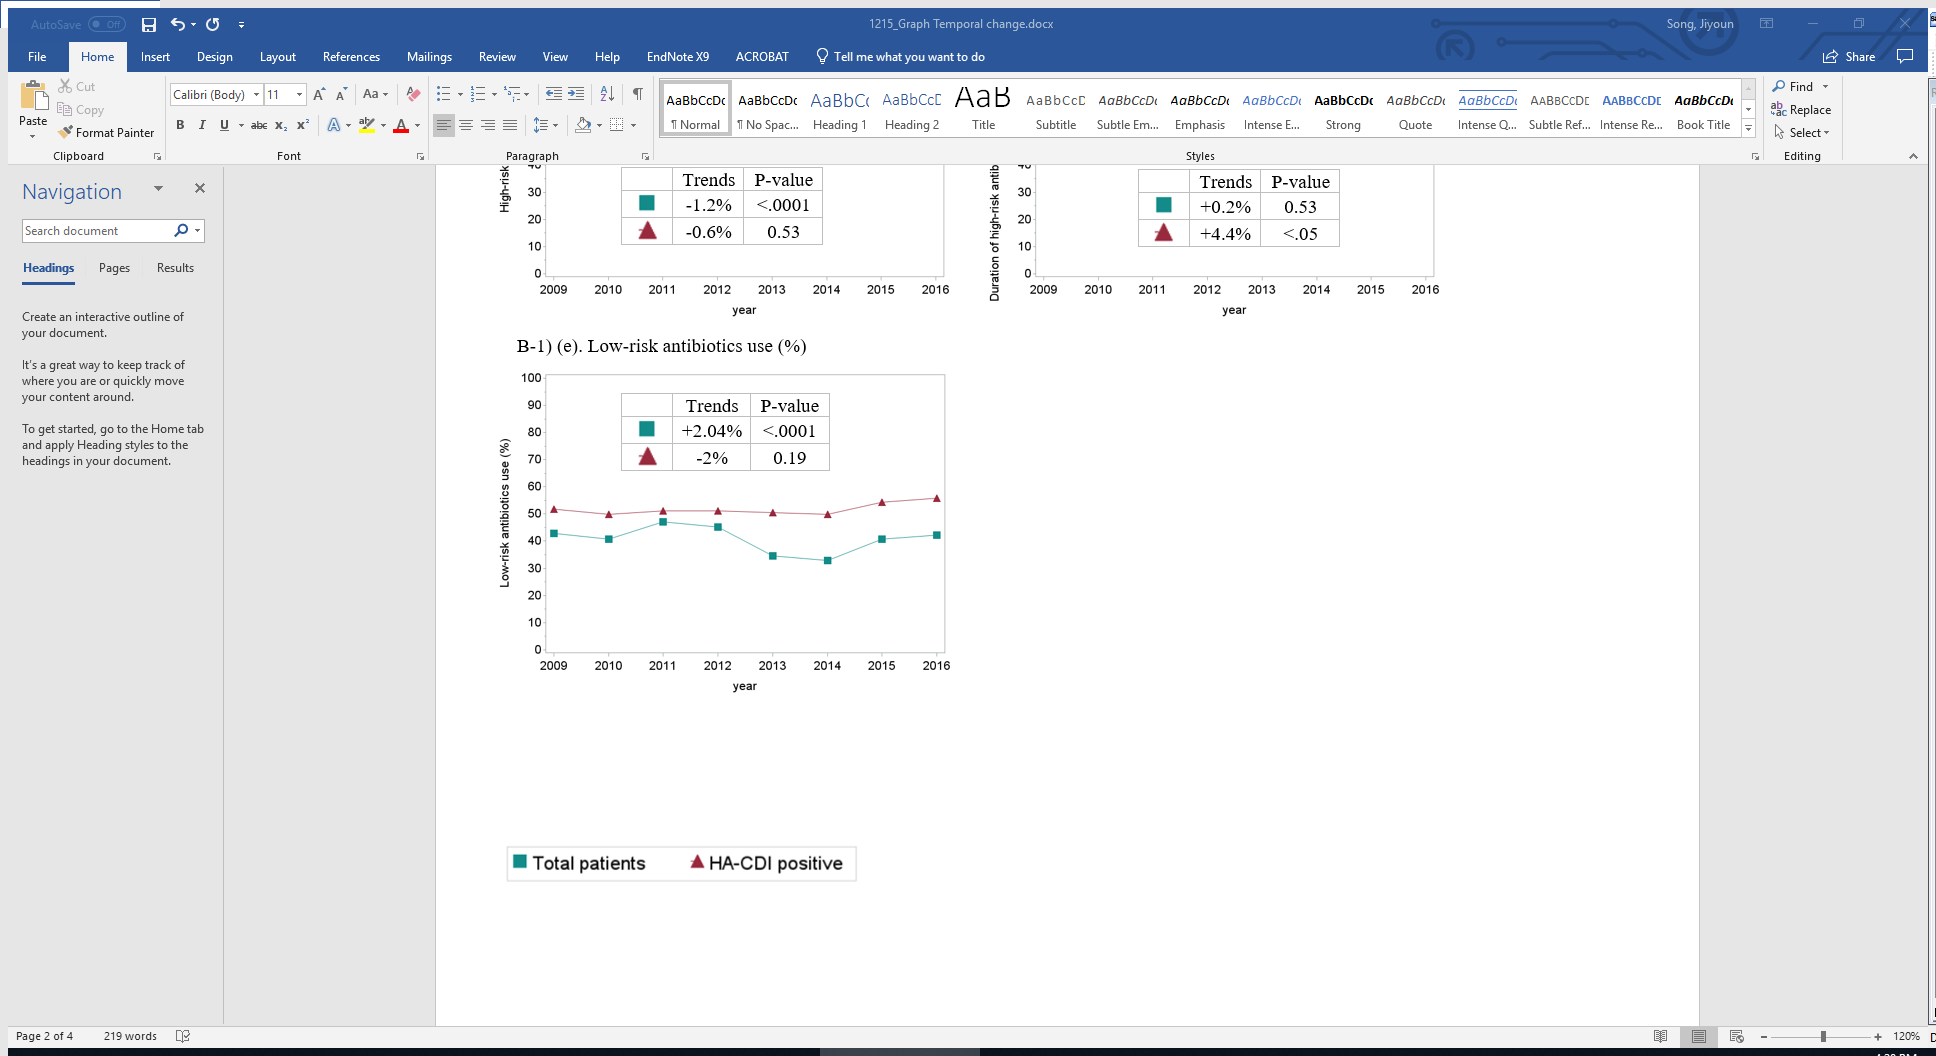 AutoSave Off
1215_Graph Temporal change.docx
Song, Jiyoun
File Home Insert Design Layout References Mailings Review View Help EndNote X9 ACROBAT Tell me what you want to do
Share
Paste
Cut
Copy
Format Painter
Clipboard
Calibri (Body) 11
Font
Paragraph
AaBbCcDc AaBbCcDc AaBbC AaBbCcE AaB AaBbCcD AaBbCcDc AaBbCcDc AaBbCcDc AaBbCcDc AaBbCcDc AaBbCcDc AaBbCcDE AaBbCcDE AaBbCcDc
¶ Normal ¶ No Spac... Heading 1 Heading 2 Title Subtitle Subtle Em... Emphasis Intense E... Strong Quote Intense Q... Subtle Ref... Intense Re... Book Title
Styles
Find
Replace
Select
Editing
Navigation
Search document
Headings Pages Results
Create an interactive outline of
your document.
It's a great way to keep track of
where you are or quickly move
your content around.
To get started, go to the Home tab
and apply Heading styles to the
headings in your document.
High-risk
40
30
20
10
0
Trends P-value
-1.2% <.0001
-0.6% 0.53
2009 2010 2011 2012 2013 2014 2015 2016
year
Duration of high-risk antib
40
30
20
10
0
Trends P-value
+0.2% 0.53
+4.4% <.05
2009 2010 2011 2012 2013 2014 2015 2016
year
B-1) (e). Low-risk antibiotics use (%)
Low-risk antibiotics use (%)
100
90
80
70
60
50
40
30
20
10
0
Trends P-value
+2.04% <.0001
-2% 0.19
2009 2010 2011 2012 2013 2014 2015 2016
year
Total patients HA-CDI positive
Page 2 of 4 219 words
120%